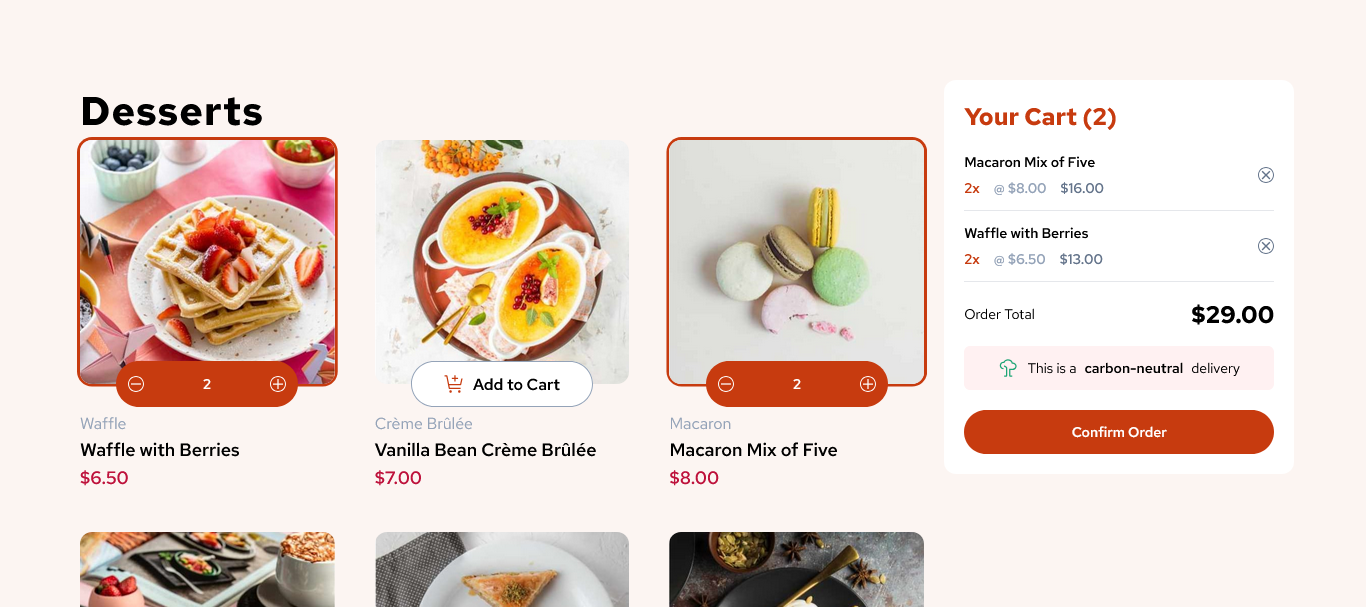 Desserts
2
Waffle
Waffle with Berries
$6.50
Add to Cart
Crème Brûlée
Vanilla Bean Crème Brûlée
$7.00
2
Macaron
Macaron Mix of Five
$8.00
Your Cart (2)
Macaron Mix of Five
2x @ $8.00 $16.00
Waffle with Berries
2x @ $6.50 $13.00
Order Total $29.00
This is a carbon-neutral delivery
Confirm Order